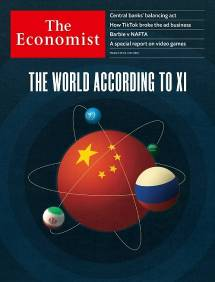 The
Economist
Central banks' balancing act
How TikTok broke the ad business
Barbie v NAFTA
A special report on video games
THE WORLD ACCORDING TO XI